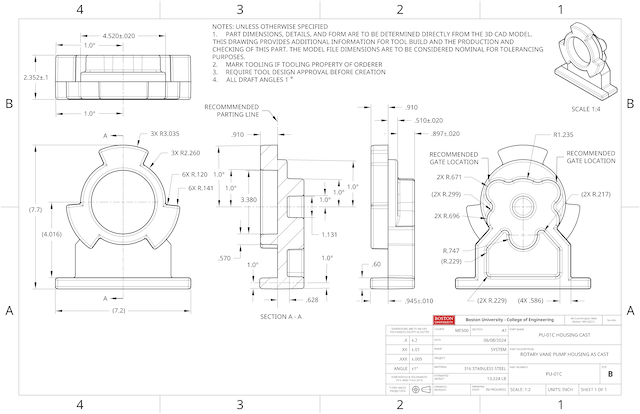 4 3 2 1
NOTES: UNLESS OTHERWISE SPECIFIED
1. PART DIMENSIONS, DETAILS, AND FORM ARE TO BE DETERMINED DIRECTLY FROM THE 3D CAD MODEL.
THIS DRAWING PROVIDES ADDITIONAL INFORMATION FOR TOOL BUILD AND THE PRODUCTION AND
CHECKING OF THIS PART. THE MODEL FILE DIMENSIONS ARE TO BE CONSIDERED NOMINAL FOR TOLERANCING
PURPOSES.
2. MARK TOOLING IF TOOLING PROPERTY OF ORDERER
3. REQUIRE TOOL DESIGN APPROVAL BEFORE CREATION
4. ALL DRAFT ANGLES 1 °
4.520±.020
1.0°
2.352±.1
1.0°
SCALE 1:4
B
B
RECOMMMENDED
PARTING LINE
A
3X R3.035
3X R2.260
6X R.120
6X R.141
(7.7)
(4.016)
A
(7.2)
.910
1.0°
1.0°
3.380
1.0°
1.0°
1.0°
1.131
.570
1.0°
1.0°
.628
SECTION A - A
.910
.510±.020
.897±.020
.60
.945±.010
R1.235
RECOMMENDED
GATE LOCATION
RECOMMENDED
GATE LOCATION
2X R.671
(2X R.299)
2X R.696
(2X R.217)
R.747
(R.229)
(2X R.229)
(4X .586)
A
A
BOSTON
UNIVERSITY
Boston University - College of Engineering
ME500
A1
06/08/2024
PU-01C HOUSING CAST
SYSTEM
ROTARY VANE PUMP HOUSING AS CAST
.X ±.2
.XX ±.01
.XXX ±.005
ANGLE ±1°
316 STAINLESS STEEL
PU-01C
B
13.224 LB
SCALE: 1:2
UNITS: INCH
SHEET 1 OF 1
4 3 2 1